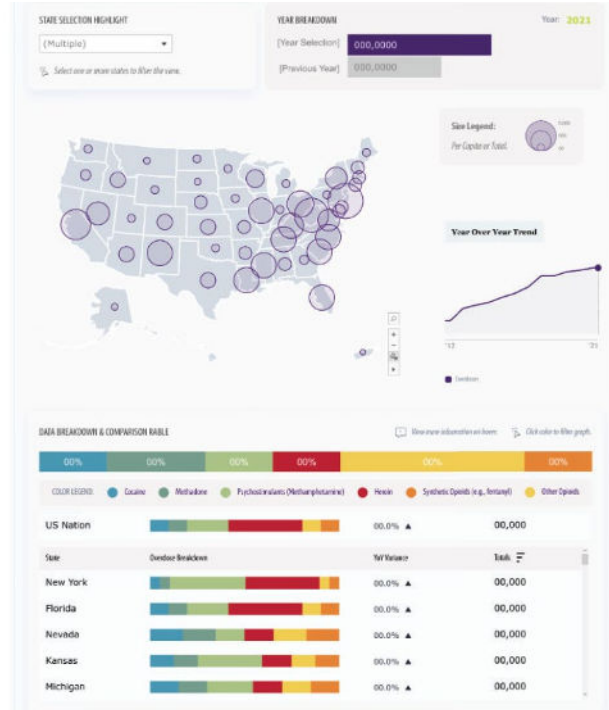 STATE SELECTION HIGHLIGHT
(Multiple)
Select one or more states to filter the same.
YEAR BREAKDOWN
Year: 2021
[Year Selection] 000,0000
[Previous Year] 000,0000
Size Legend:
Per Capita or Total.
Year Over Year Trend
'12 '21
Overdoses
DATA BREAKDOWN & COMPARISON RABLE
View more information on hover.
Click color to filter graph.
00% 00% 00% 00% 00% 00%
COLOR LEGEND: Cocaine Methadone Psychostimulants (Methamphetamine) Heroin Synthetic Opioids (e.g., fentanyl) Other Opioids
US Nation 00.0% ▲ 00,000
State Overdose Breakdown YoY Variance Totals
New York 00.0% ▲ 00,000
Florida 00.0% ▲ 00,000
Nevada 00.0% ▲ 00,000
Kansas 00.0% ▲ 00,000
Michigan 00.0% ▲ 00,000